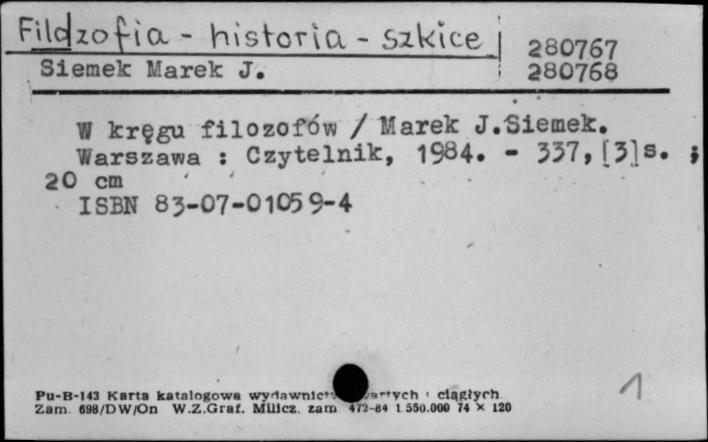 Filozofia - historia - szkice
280767
Siemek Marek J.
280768
W kręgu filozofów / Marek J.Siemek.
Warszawa : Czytelnik, 1984. - 337,[3]s. ;
20 cm
ISBN 83-07-01059-4
1
Pu-B-143 Karta katalogowa ciągłych
Zam. 698/DW/On W.Z.Graf. Milicz. zam 473-84 1.550.000 74 × 120